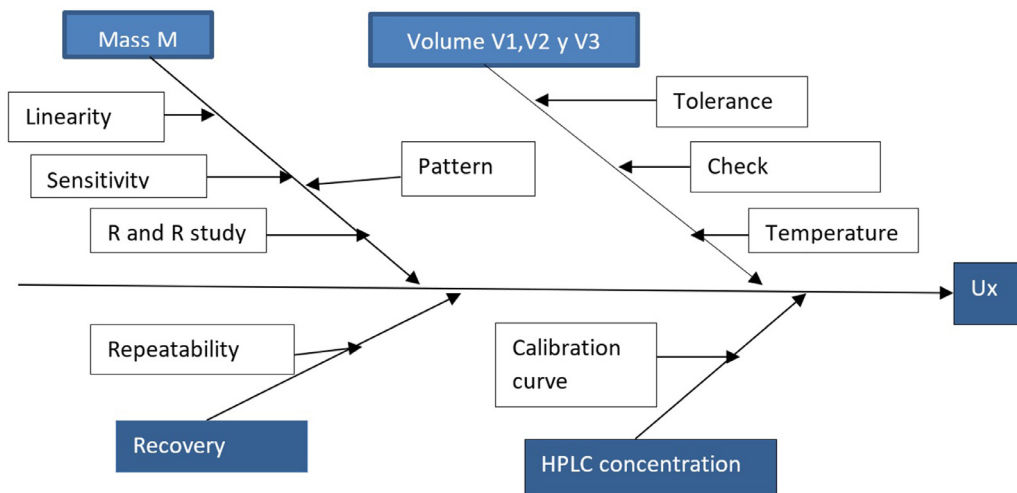 Mass M
Volume V1,V2 y V3
Tolerance
Linearity
Pattern
Check
Sensitivity
R and R study
Temperature
Ux
Repeatability
Calibration
curve
Recovery
HPLC concentration